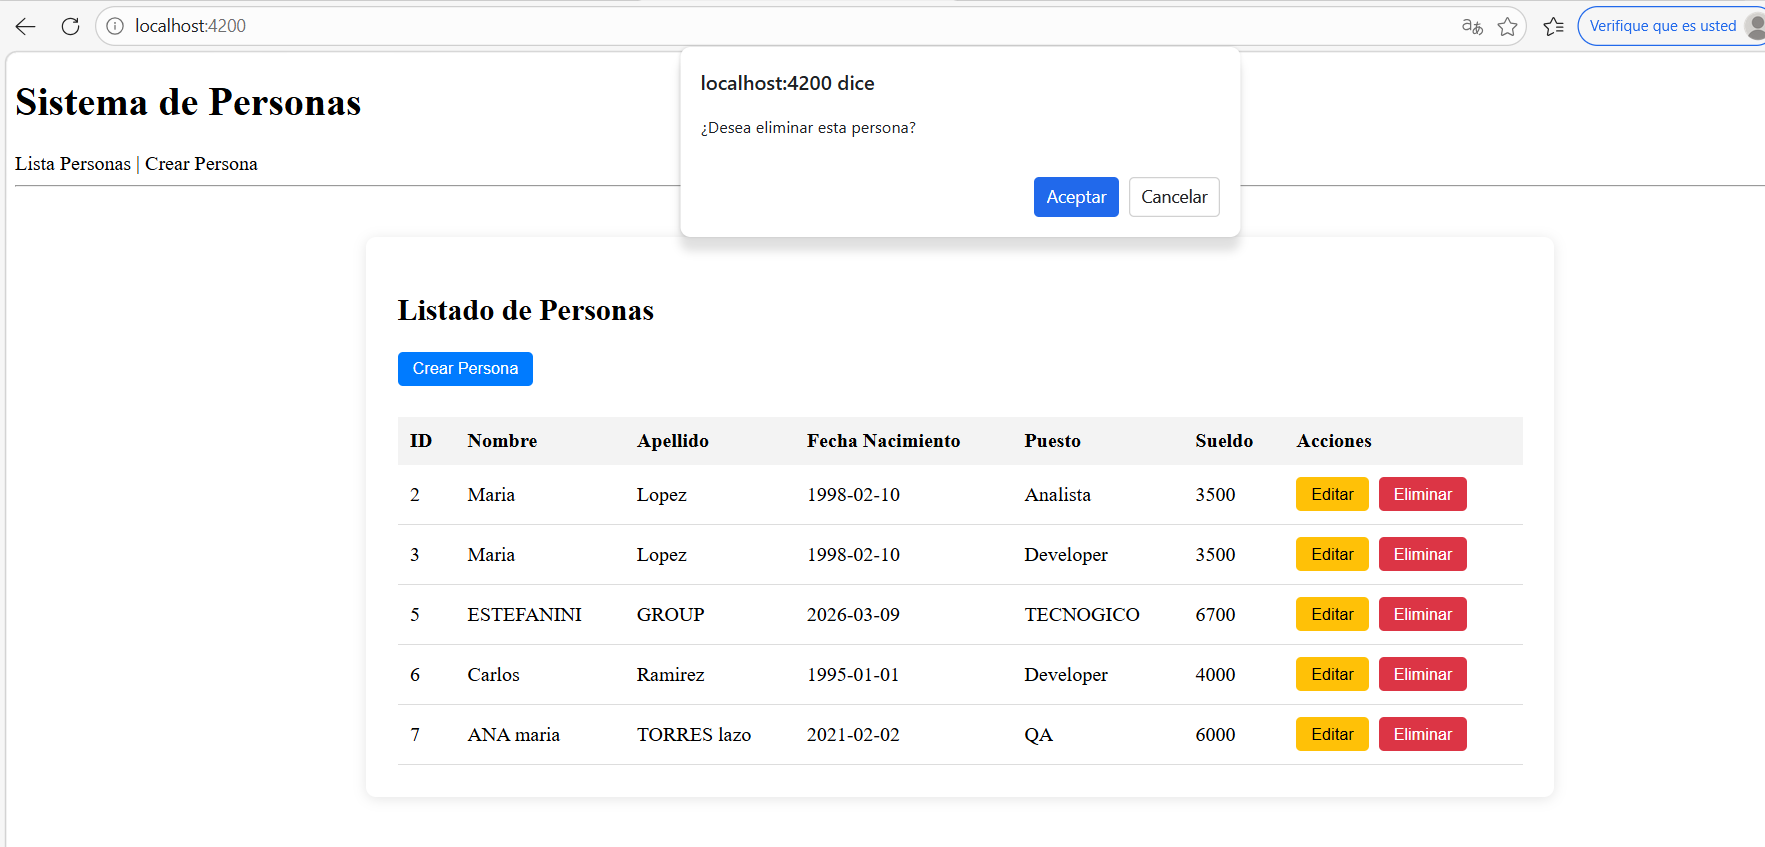 localhost:4200
Verifique que es usted
localhost:4200 dice
¿Desea eliminar esta persona?
Aceptar Cancelar
Sistema de Personas
Lista Personas | Crear Persona
Listado de Personas
Crear Persona
ID Nombre Apellido Fecha Nacimiento Puesto Sueldo Acciones
2 Maria Lopez 1998-02-10 Analista 3500 Editar Eliminar
3 Maria Lopez 1998-02-10 Developer 3500 Editar Eliminar
5 ESTEFANINI GROUP 2026-03-09 TECNOGICO 6700 Editar Eliminar
6 Carlos Ramirez 1995-01-01 Developer 4000 Editar Eliminar
7 ANA maria TORRES lazo 2021-02-02 QA 6000 Editar Eliminar